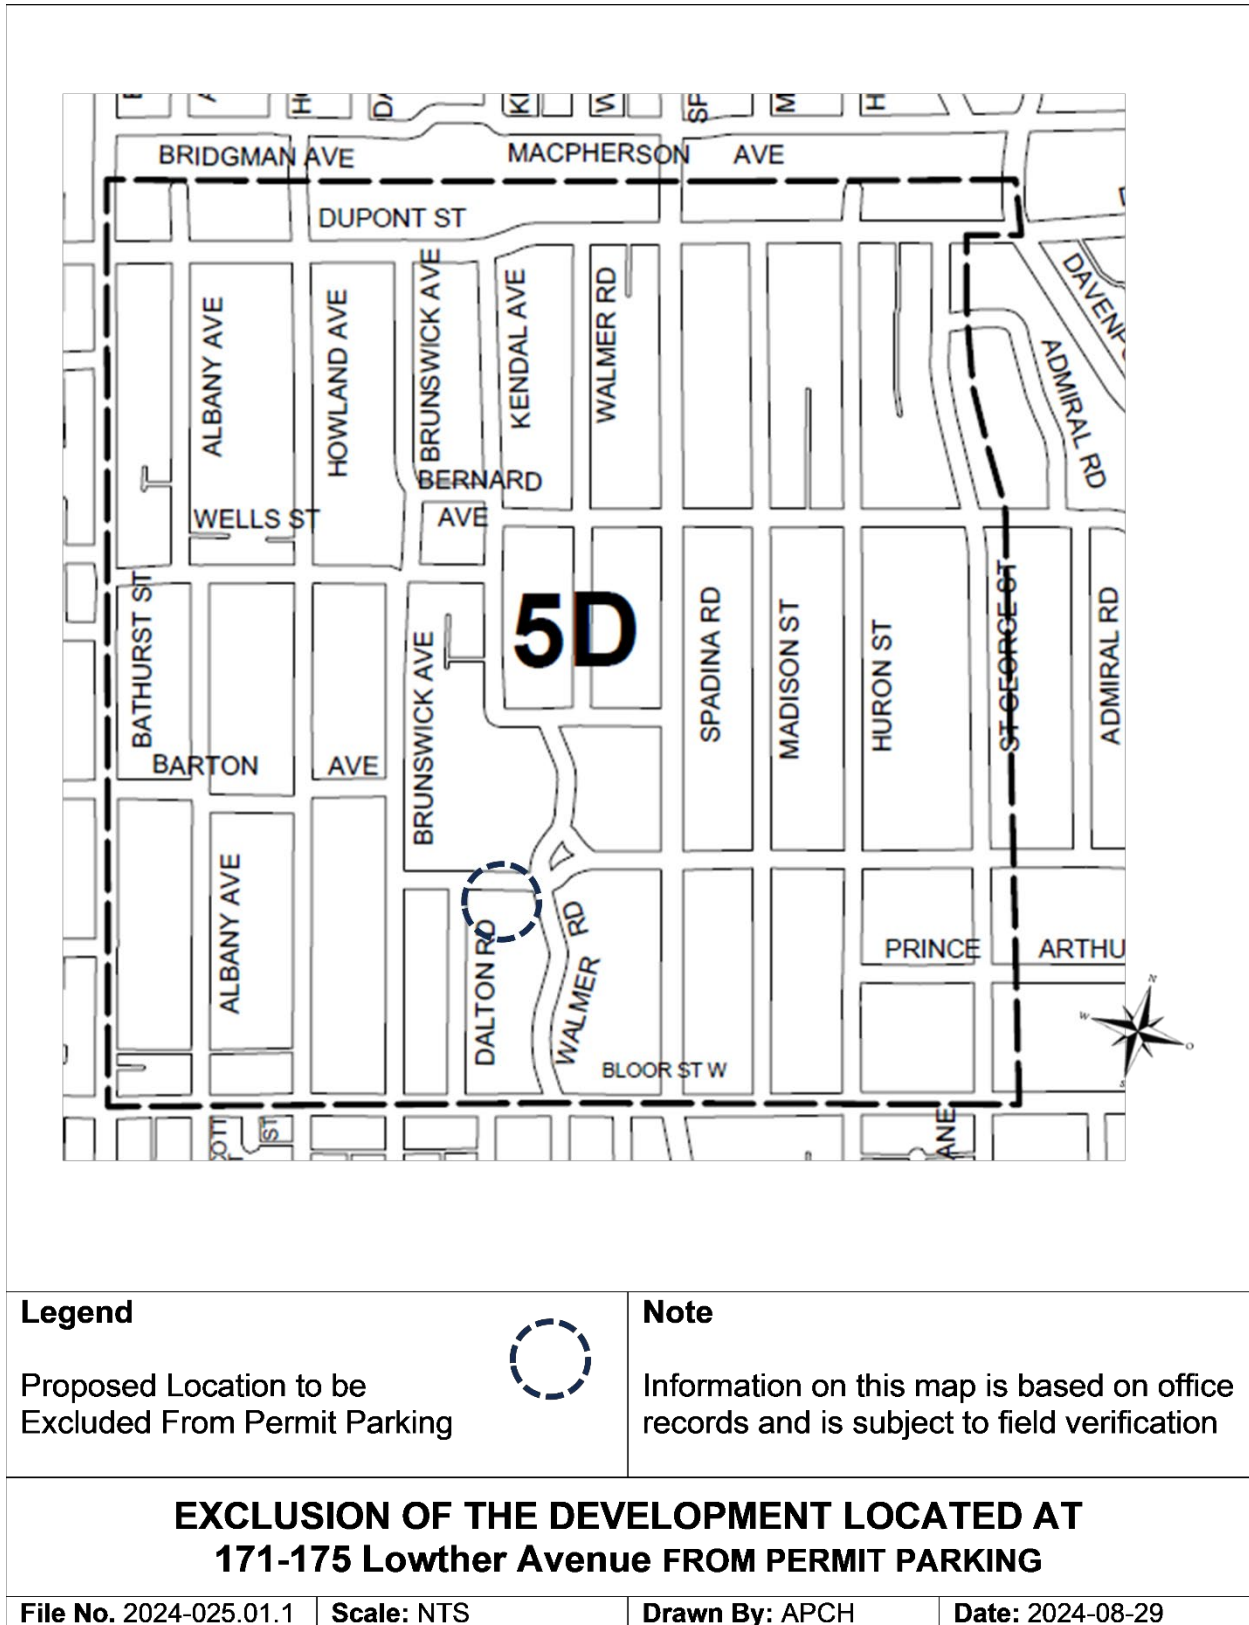 BRIDGMAN AVE
MACPHERSON AVE
DUPONT ST
DAVENP
ALBANY AVE
HOWLAND AVE
BRUNSWICK AVE
KENDAL AVE
WALMER RD
ADMIRAL RD
BERNARD
AVE
WELLS ST
5D
BATHURST ST
BRUNSWICK AVE
SPADINA RD
MADISON ST
HURON ST
ST GEORGE ST
ADMIRAL RD
BARTON AVE
ALBANY AVE
DALTON RD
WALMER RD
PRINCE ARTHU
BLOOR ST W
N
W
O
S
ANE
OTT
ST
Legend
Proposed Location to be
Excluded From Permit Parking
Note
Information on this map is based on office
records and is subject to field verification
EXCLUSION OF THE DEVELOPMENT LOCATED AT
171-175 Lowther Avenue FROM PERMIT PARKING
File No. 2024-025.01.1 Scale: NTS Drawn By: APCH Date: 2024-08-29